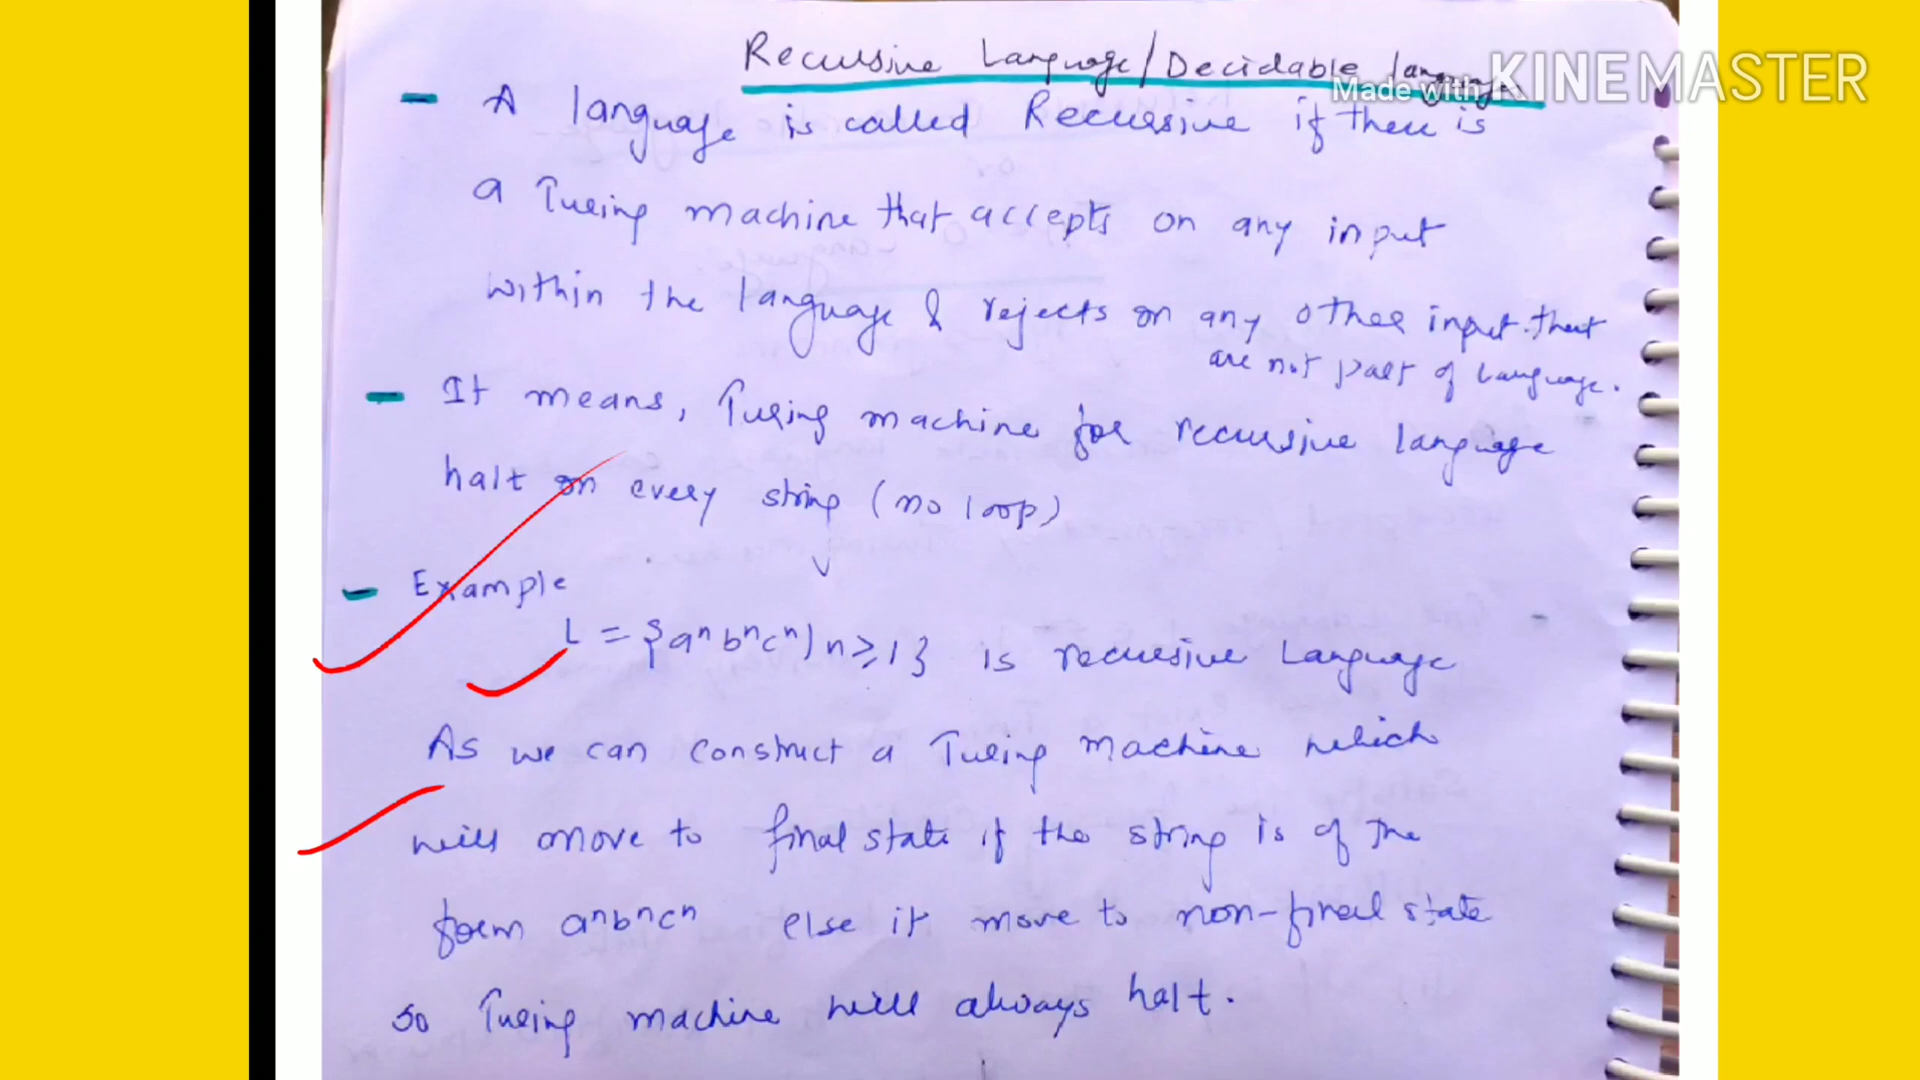 Recursive Language/Decidable language
Made with KINEMASTER
- A language is called Recursive if there is
a Turing machine that accepts on any input
within the language & rejects on any other input that
are not part of Language.
- It means, Turing machine for recursive language
halt on every string (no loop)
- Example
L = {aⁿbⁿcⁿ | n ≥ 1} is recursive Language
As we can construct a Turing machine which
will move to final state if the string is of the
form aⁿbⁿcⁿ else it move to non-final state
so Turing machine will always halt.